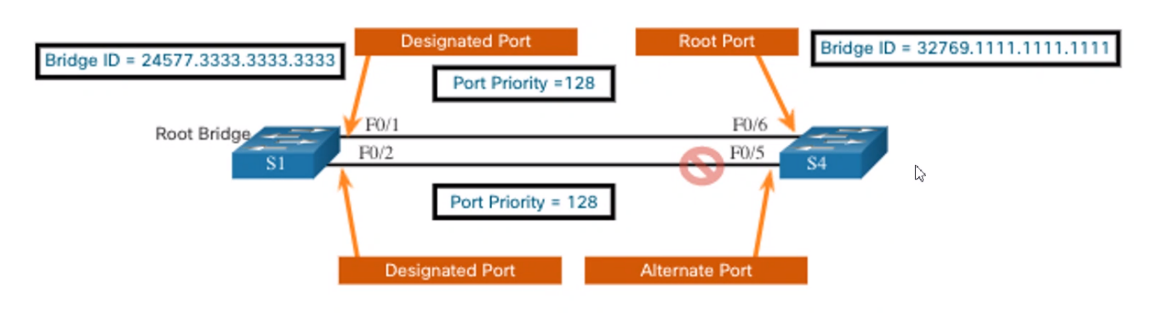 Designated Port
Root Port
Bridge ID = 24577.3333.3333.3333
Bridge ID = 32769.1111.1111.1111
Port Priority =128
Root Bridge
F0/1
F0/6
S1
F0/2
F0/5
S4
Port Priority = 128
Designated Port
Alternate Port